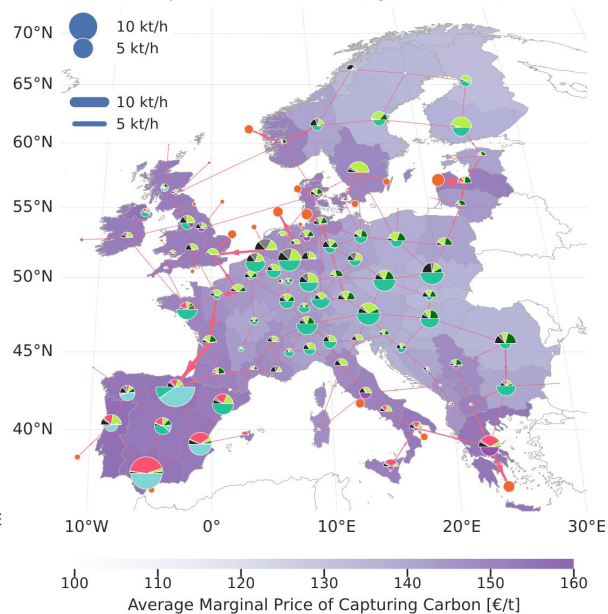 70°N
65°N
60°N
55°N
50°N
45°N
40°N
10 kt/h
5 kt/h
10 kt/h
5 kt/h
10°W 0° 10°E 20°E 30°E
100 110 120 130 140 150 160
Average Marginal Price of Capturing Carbon [€/t]